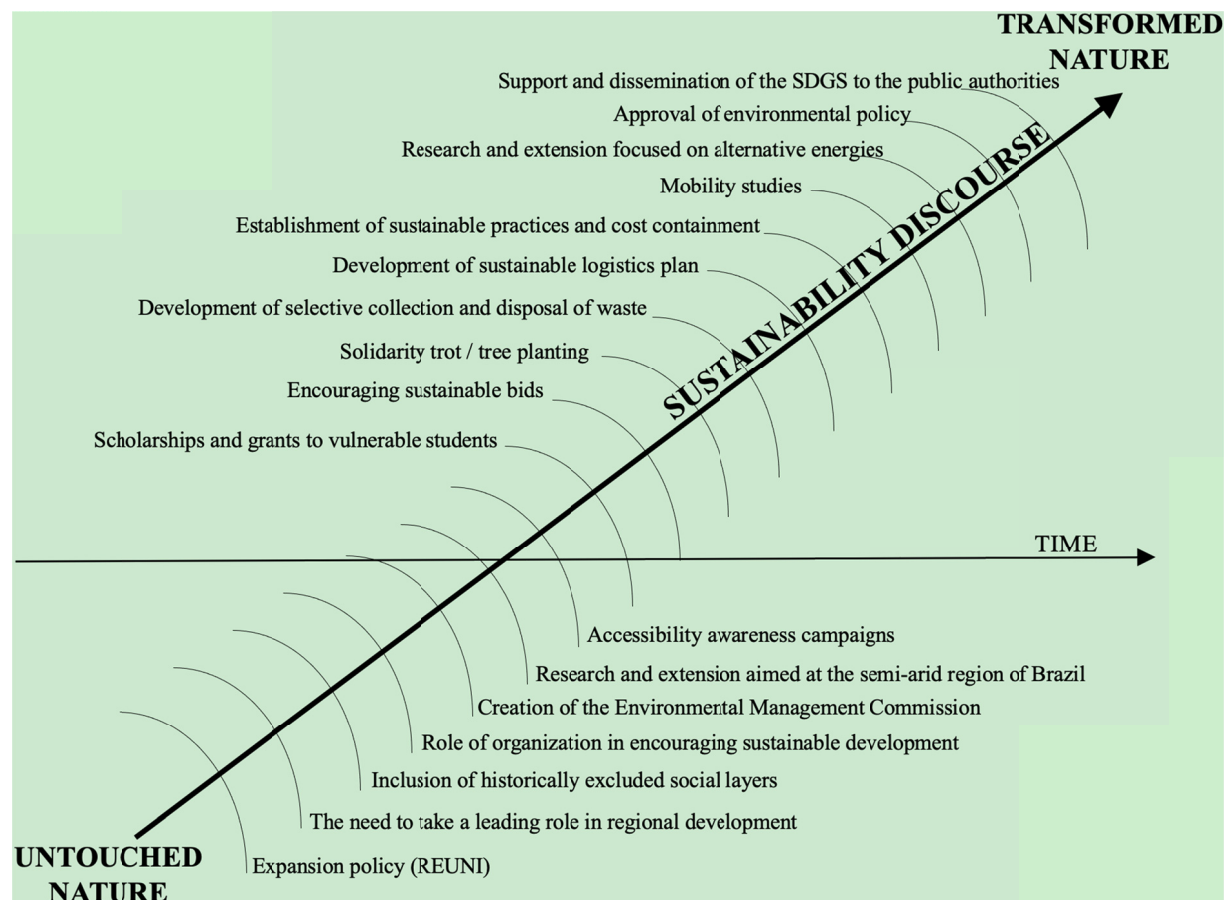 TRANSFORMED
NATURE
Support and dissemination of the SDGS to the public authorities
Approval of environmental policy
Research and extension focused on alternative energies
Mobility studies
Establishment of sustainable practices and cost containment
Development of sustainable logistics plan
Development of selective collection and disposal of waste
Solidarity trot / tree planting
Encouraging sustainable bids
Scholarships and grants to vulnerable students
SUSTAINABILITY DISCOURSE
TIME
Accessibility awareness campaigns
Research and extension aimed at the semi-arid region of Brazil
Creation of the Environmental Management Commission
Role of organization in encouraging sustainable development
Inclusion of historically excluded social layers
The need to take a leading role in regional development
Expansion policy (REUNI)
UNTOUCHED
NATURE